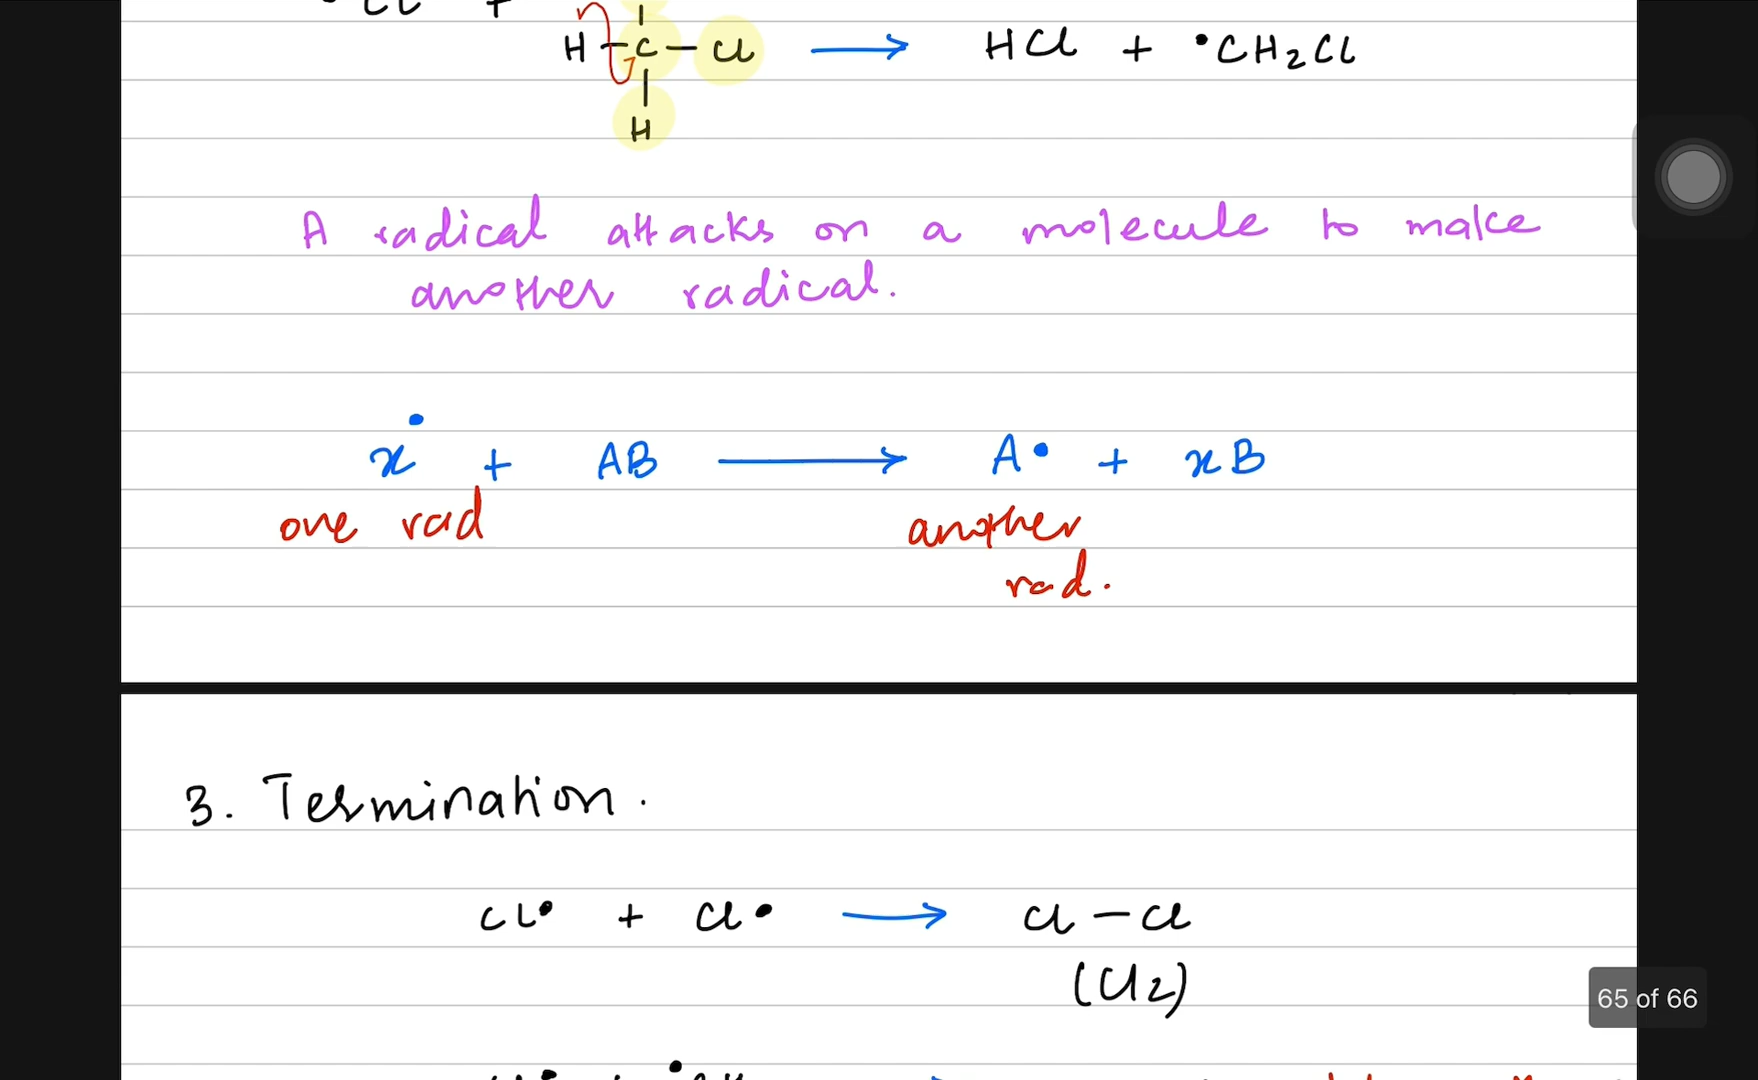 H – C – Cl → HCl + •CH₂Cl
|
H
A radical attacks on a molecule to make
another radical.
x• + AB → A• + xB
one rad another
rad.
3. Termination.
Cl• + Cl• → Cl – Cl
(Cl₂)
65 of 66